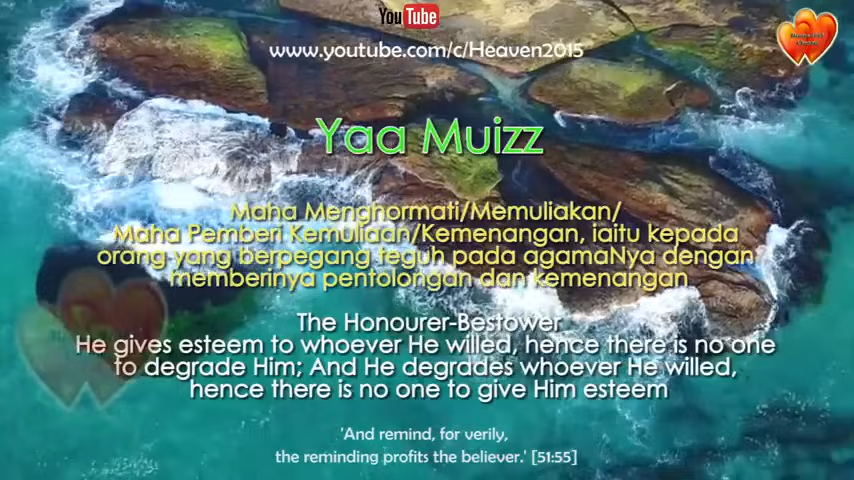 YouTube
www.youtube.com/c/Heaven2015
Yaa Muizz
Maha Menghormati/Memuliakan/
Maha Pemberi Kemuliaan/Kemenangan, iaitu kepada
orang yang berpegang teguh pada agamaNya dengan
memberinya pentolongan dan kemenangan
The Honourer-Bestower
He gives esteem to whoever He willed, hence there is no one
to degrade Him; And He degrades whoever He willed,
hence there is no one to give Him esteem
'And remind, for verily,
the reminding profits the believer.' [51:55]